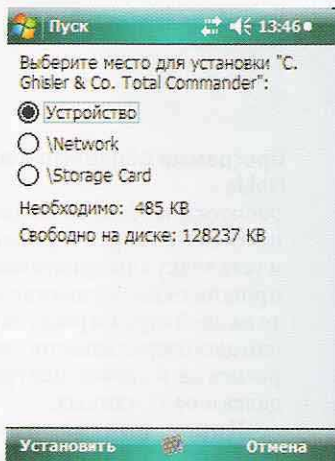 Пуск 13:46
Выберите место для установки "C.
Ghisler & Co. Total Commander":
Устройство
\Network
\Storage Card
Необходимо: 485 KB
Свободно на диске: 128237 KB
Установить Отмена